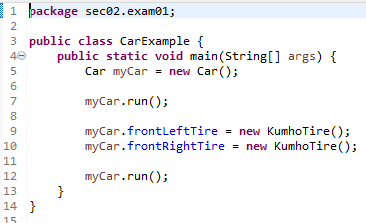 1 package sec02.exam01;
2
3 public class CarExample {
4 public static void main(String[] args) {
5 Car myCar = new Car();
6
7 myCar.run();
8
9 myCar.frontLeftTire = new KumhoTire();
10 myCar.frontRightTire = new KumhoTire();
11
12 myCar.run();
13 }
14 }
15